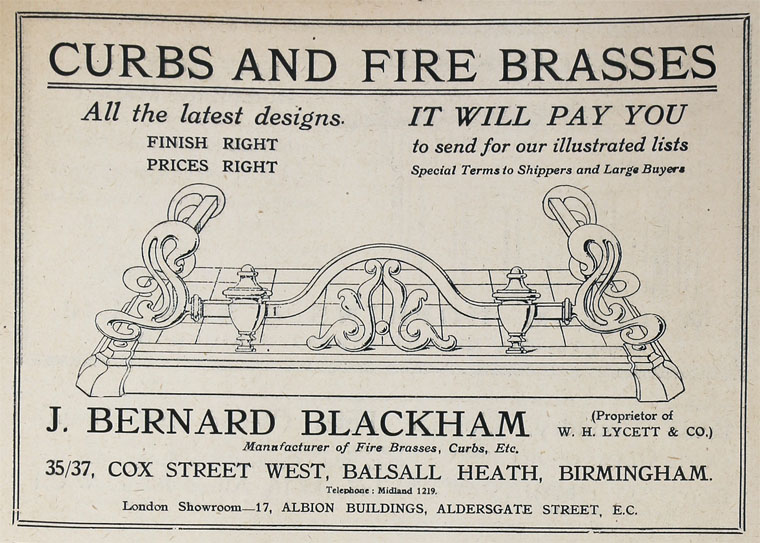 CURBS AND FIRE BRASSES
All the latest designs.
FINISH RIGHT
PRICES RIGHT
IT WILL PAY YOU
to send for our illustrated lists
Special Terms to Shippers and Large Buyers
J. BERNARD BLACKHAM
(Proprietor of
W. H. LYCETT & CO.)
Manufacturer of Fire Brasses, Curbs, Etc.
35/37, COX STREET WEST, BALSALL HEATH, BIRMINGHAM.
Telephone: Midland 1219.
London Showroom—17, ALBION BUILDINGS, ALDERSGATE STREET, E.C.